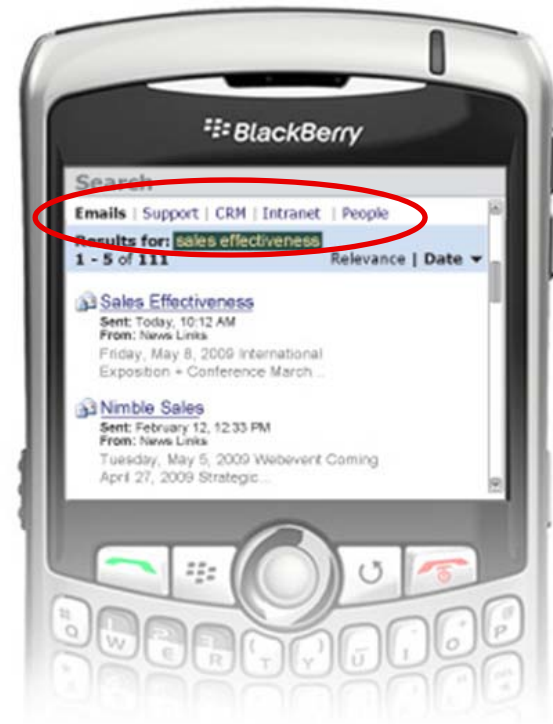 BlackBerry
Search
Emails | Support | CRM | Intranet | People
Results for: sales effectiveness
1 - 5 of 111 Relevance | Date
Sales Effectiveness
Sent: Today, 10:12 AM
From: News Links
Friday, May 8, 2009 International
Exposition + Conference March ...
Nimble Sales
Sent: February 12, 12:33 PM
From: News Links
Tuesday, May 5, 2009 Webevent Coming
April 27, 2009 Strategic...
# Q W E R ( T ) Y U I O P